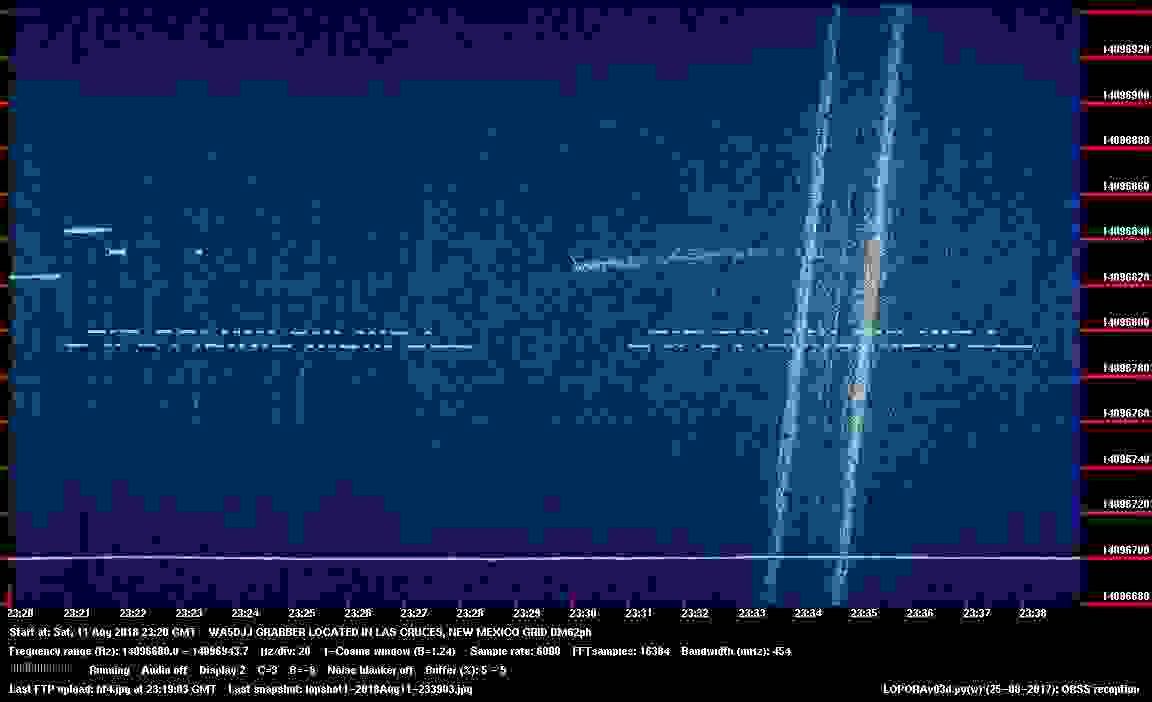 14096920
14096900
14096880
14096860
14096840
14096820
14096800
14096780
14096760
14096740
14096720
14096700
14096680
23:20 23:21 23:22 23:23 23:24 23:25 23:26 23:27 23:28 23:29 23:30 23:31 23:32 23:33 23:34 23:35 23:36 23:37 23:38
Start at: Sat, 11 Aug 2018 23:20 GMT WA5DJJ GRABBER LOCATED IN LAS CRUCES, NEW MEXICO GRID DM62ph
Frequency range (Hz): 14096680.0 - 14096943.7 Hz/div: 20 1-Cosine window (B=1.24) Sample rate: 6000 FFTsamples: 16384 Bandwidth (mHz): 454
Running Audio off Display 2 C=3 B=-5 Noise blanker off Buffer (%): 5 - 5
Last FTP upload: hf4.jpg at 23:19:03 GMT Last snapshot: lopshot1-2018Aug11-233903.jpg LOPORAv03d.py(w) (25-08-2017): QRSS reception